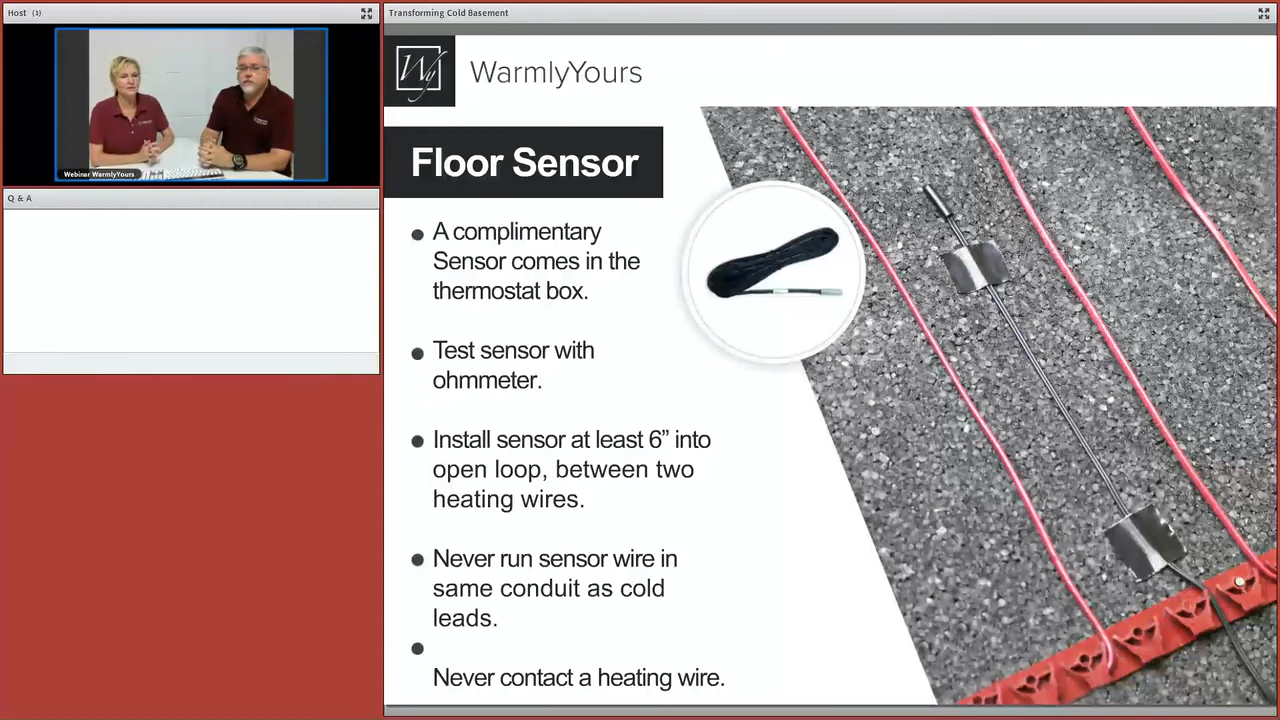 Host (1)
Transforming Cold Basement
Webinar WarmlyYours
Q & A
Wy
WarmlyYours
Floor Sensor
A complimentary
Sensor comes in the
thermostat box.
Test sensor with
ohmmeter.
Install sensor at least 6” into
open loop, between two
heating wires.
Never run sensor wire in
same conduit as cold
leads.
Never contact a heating wire.